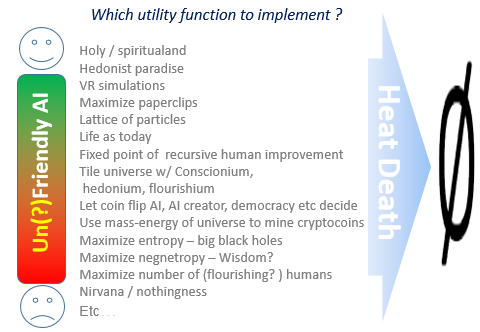 Which utility function to implement ?
Un(?)Friendly AI
Holy / spiritualand
Hedonist paradise
VR simulations
Maximize paperclips
Lattice of particles
Life as today
Fixed point of recursive human improvement
Tile universe w/ Conscionium,
hedonium, flourishium
Let coin flip AI, AI creator, democracy etc decide
Use mass-energy of universe to mine cryptocoins
Maximize entropy – big black holes
Maximize negnetropy – Wisdom?
Maximize number of (flourishing? ) humans
Nirvana / nothingness
Etc...
Heat Death
Ø